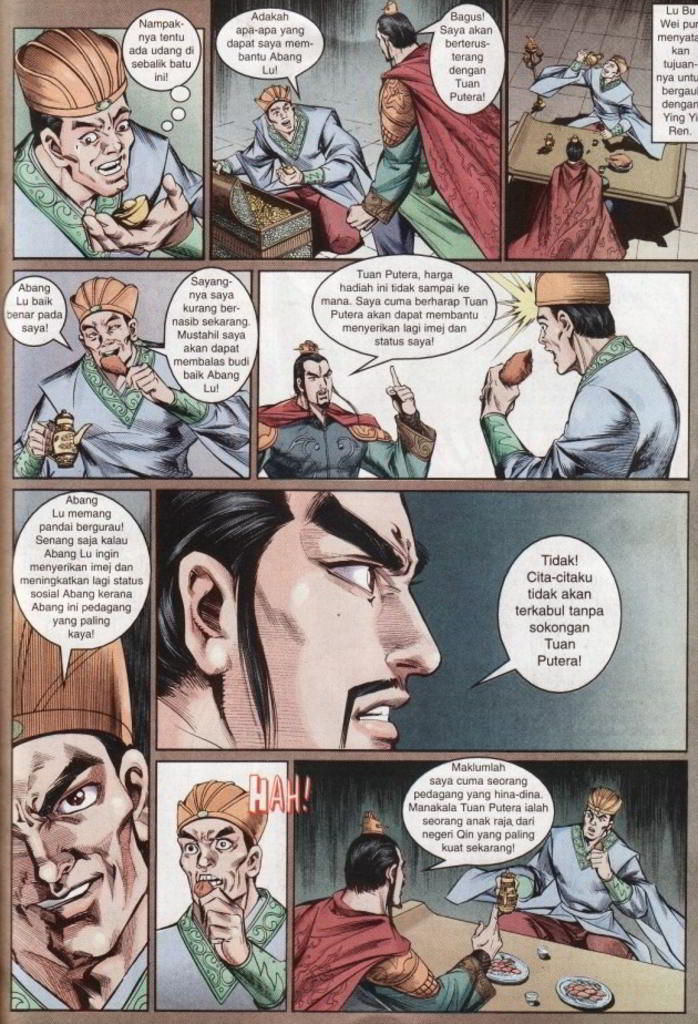 Nampak-
nya tentu
ada udang di
sebalik batu
ini!
Adakah
apa-apa yang
dapat saya mem-
bantu Abang
Lu!
Bagus!
Saya akan
berterus-
terang
dengan
Tuan
Putera!
Lu Bu
Wei pun
menyata
kan
tujuan-
nya untu
bergaul
dengan
Ying Yi
Ren.
Abang
Lu baik
benar pada
saya!
Sayang-
nya saya
kurang ber-
nasib sekarang.
Mustahil saya
akan dapat
membalas budi
baik Abang
Lu!
Tuan Putera, harga
hadiah ini tidak sampai ke
mana. Saya cuma berharap Tuan
Putera akan dapat membantu
menyerikan lagi imej dan
status saya!
Abang
Lu memang
pandai bergurau!
Senang saja kalau
Abang Lu ingin
menyerikan imej dan
meningkatkan lagi status
sosial Abang kerana
Abang ini pedagang
yang paling
kaya!
Tidak!
Cita-citaku
tidak akan
terkabul tanpa
sokongan
Tuan
Putera!
HAH!
Maklumlah
saya cuma seorang
pedagang yang hina-dina.
Manakala Tuan Putera ialah
seorang anak raja dari
negeri Qin yang paling
kuat sekarang!